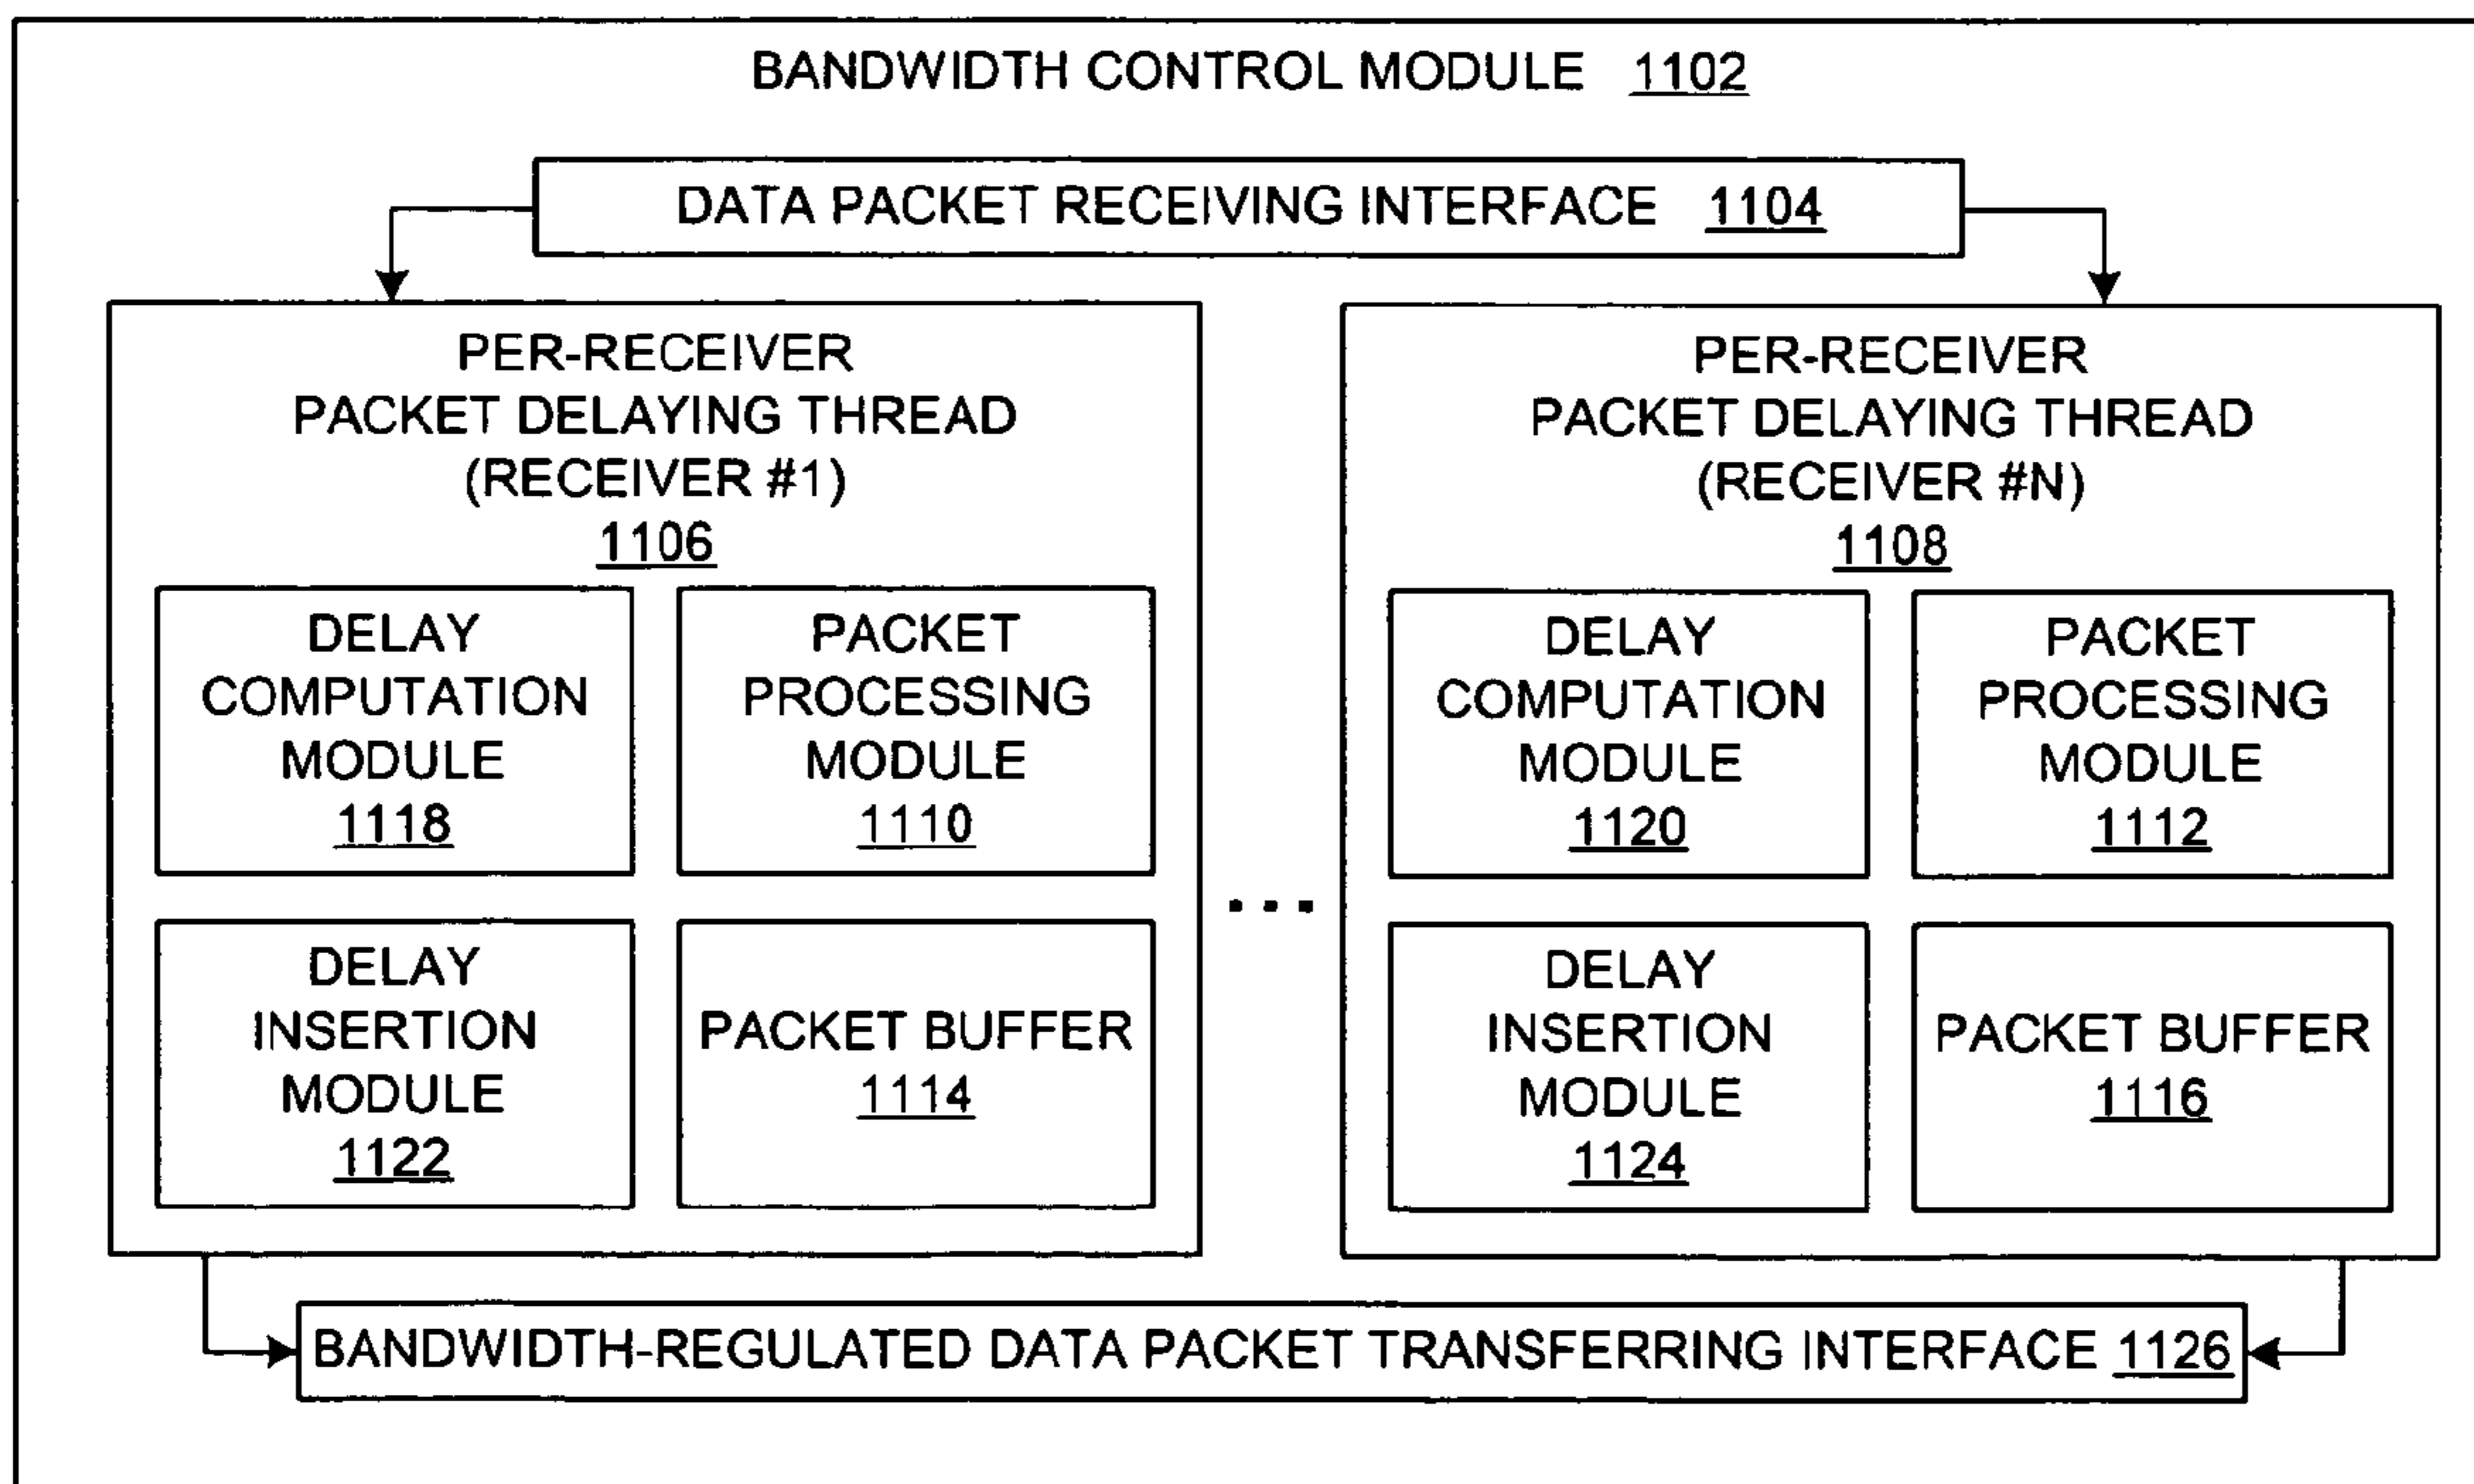 BANDWIDTH CONTROL MODULE 1102
DATA PACKET RECEIVING INTERFACE 1104
PER-RECEIVER
PACKET DELAYING THREAD
(RECEIVER #1)
1106
DELAY
COMPUTATION
MODULE
1118
PACKET
PROCESSING
MODULE
1110
DELAY
INSERTION
MODULE
1122
PACKET BUFFER
1114
...
PER-RECEIVER
PACKET DELAYING THREAD
(RECEIVER #N)
1108
DELAY
COMPUTATION
MODULE
1120
PACKET
PROCESSING
MODULE
1112
DELAY
INSERTION
MODULE
1124
PACKET BUFFER
1116
BANDWIDTH-REGULATED DATA PACKET TRANSFERRING INTERFACE 1126